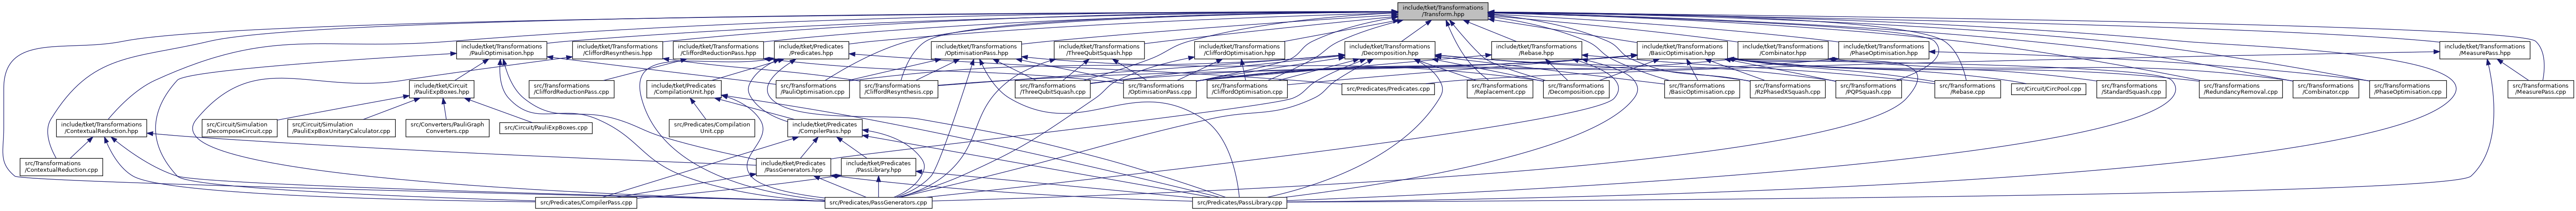 include/tket/Transformations
/Transform.hpp
include/tket/Transformations
/PauliOptimisation.hpp
include/tket/Transformations
/CliffordResynthesis.hpp
include/tket/Transformations
/CliffordReductionPass.hpp
include/tket/Predicates
/Predicates.hpp
include/tket/Transformations
/OptimisationPass.hpp
include/tket/Transformations
/ThreeQubitSquash.hpp
include/tket/Transformations
/CliffordOptimisation.hpp
include/tket/Transformations
/Decomposition.hpp
include/tket/Transformations
/Rebase.hpp
include/tket/Transformations
/BasicOptimisation.hpp
include/tket/Transformations
/Combinator.hpp
include/tket/Transformations
/PhaseOptimisation.hpp
include/tket/Transformations
/MeasurePass.hpp
include/tket/Circuit
/PauliExpBoxes.hpp
src/Transformations
/CliffordReductionPass.cpp
include/tket/Predicates
/CompilationUnit.hpp
src/Transformations
/PauliOptimisation.cpp
src/Transformations
/CliffordResynthesis.cpp
src/Transformations
/ThreeQubitSquash.cpp
src/Transformations
/OptimisationPass.cpp
src/Transformations
/CliffordOptimisation.cpp
src/Predicates/Predicates.cpp
src/Transformations
/Replacement.cpp
src/Transformations
/Decomposition.cpp
src/Transformations
/BasicOptimisation.cpp
src/Transformations
/RzPhasedXSquash.cpp
src/Transformations
/PQPSquash.cpp
src/Transformations
/Rebase.cpp
src/Circuit/CircPool.cpp
src/Transformations
/StandardSquash.cpp
src/Transformations
/RedundancyRemoval.cpp
src/Transformations
/Combinator.cpp
src/Transformations
/PhaseOptimisation.cpp
src/Transformations
/MeasurePass.cpp
include/tket/Transformations
/ContextualReduction.hpp
src/Circuit/Simulation
/DecomposeCircuit.cpp
src/Circuit/Simulation
/PauliExpBoxUnitaryCalculator.cpp
src/Converters/PauliGraph
Converters.cpp
src/Circuit/PauliExpBoxes.cpp
src/Predicates/Compilation
Unit.cpp
include/tket/Predicates
/CompilerPass.hpp
src/Transformations
/ContextualReduction.cpp
include/tket/Predicates
/PassGenerators.hpp
include/tket/Predicates
/PassLibrary.hpp
src/Predicates/CompilerPass.cpp
src/Predicates/PassGenerators.cpp
src/Predicates/PassLibrary.cpp